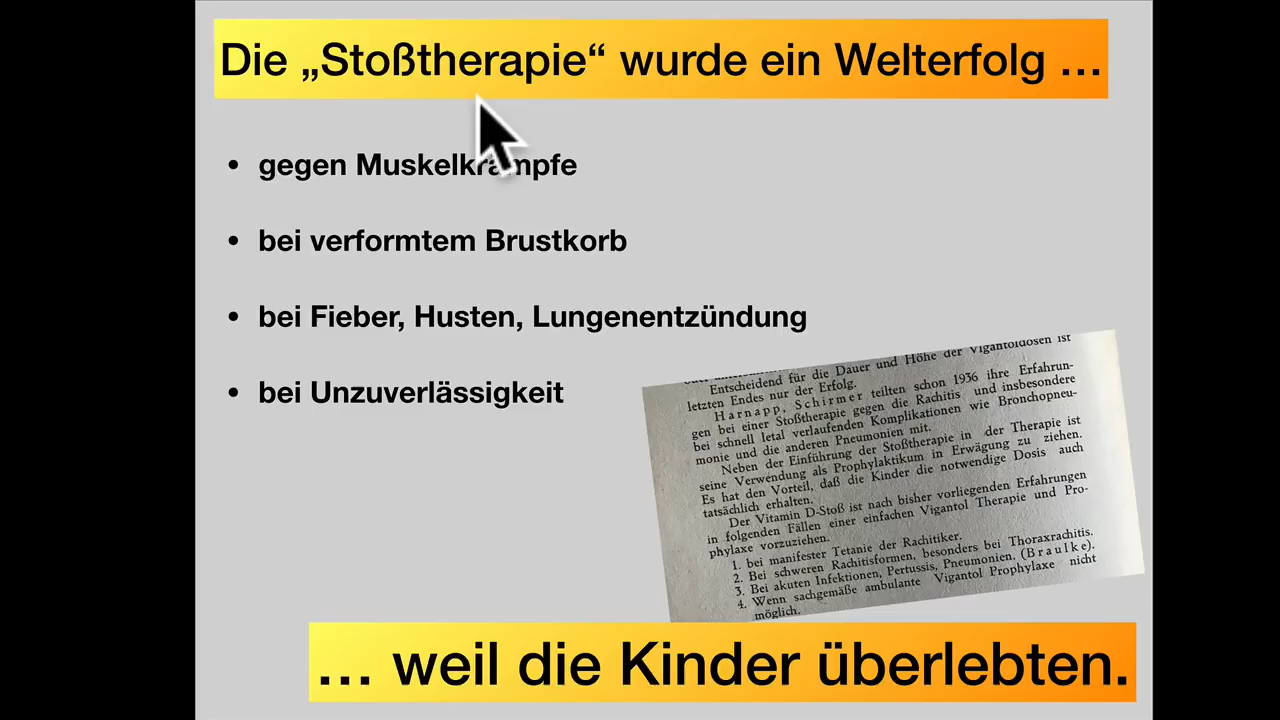 Die „Stoßtherapie“ wurde ein Welterfolg …
• gegen Muskelkrämpfe
• bei verformtem Brustkorb
• bei Fieber, Husten, Lungenentzündung
• bei Unzuverlässigkeit
Entscheidend für die Dauer und Höhe der Vigantoldosen ist
letzten Endes nur der Erfolg.
Harnapp, Schirmer teilten schon 1936 ihre Erfahrun-
gen bei einer Stoßtherapie gegen die Rachitis und insbesondere
bei schnell letal verlaufenden Komplikationen wie Bronchopneu-
monie und die anderen Pneumonien mit.
Neben der Einführung der Stoßtherapie in der Therapie ist
seine Verwendung als Prophylaktikum in Erwägung zu ziehen.
Es hat den Vorteil, daß die Kinder die notwendige Dosis auch
tatsächlich erhalten.
Der Vitamin D-Stoß ist nach bisher vorliegenden Erfahrungen
in folgenden Fällen einer einfachen Vigantol Therapie und Pro-
phylaxe vorzuziehen.
1. bei manifester Tetanie der Rachitiker.
2. Bei schweren Rachitisformen, besonders bei Thoraxrachitis.
3. Bei akuten Infektionen, Pertussis, Pneumonien, (Braulke).
4. Wenn sachgemäße ambulante Vigantol Prophylaxe nicht
möglich.
… weil die Kinder überlebten.